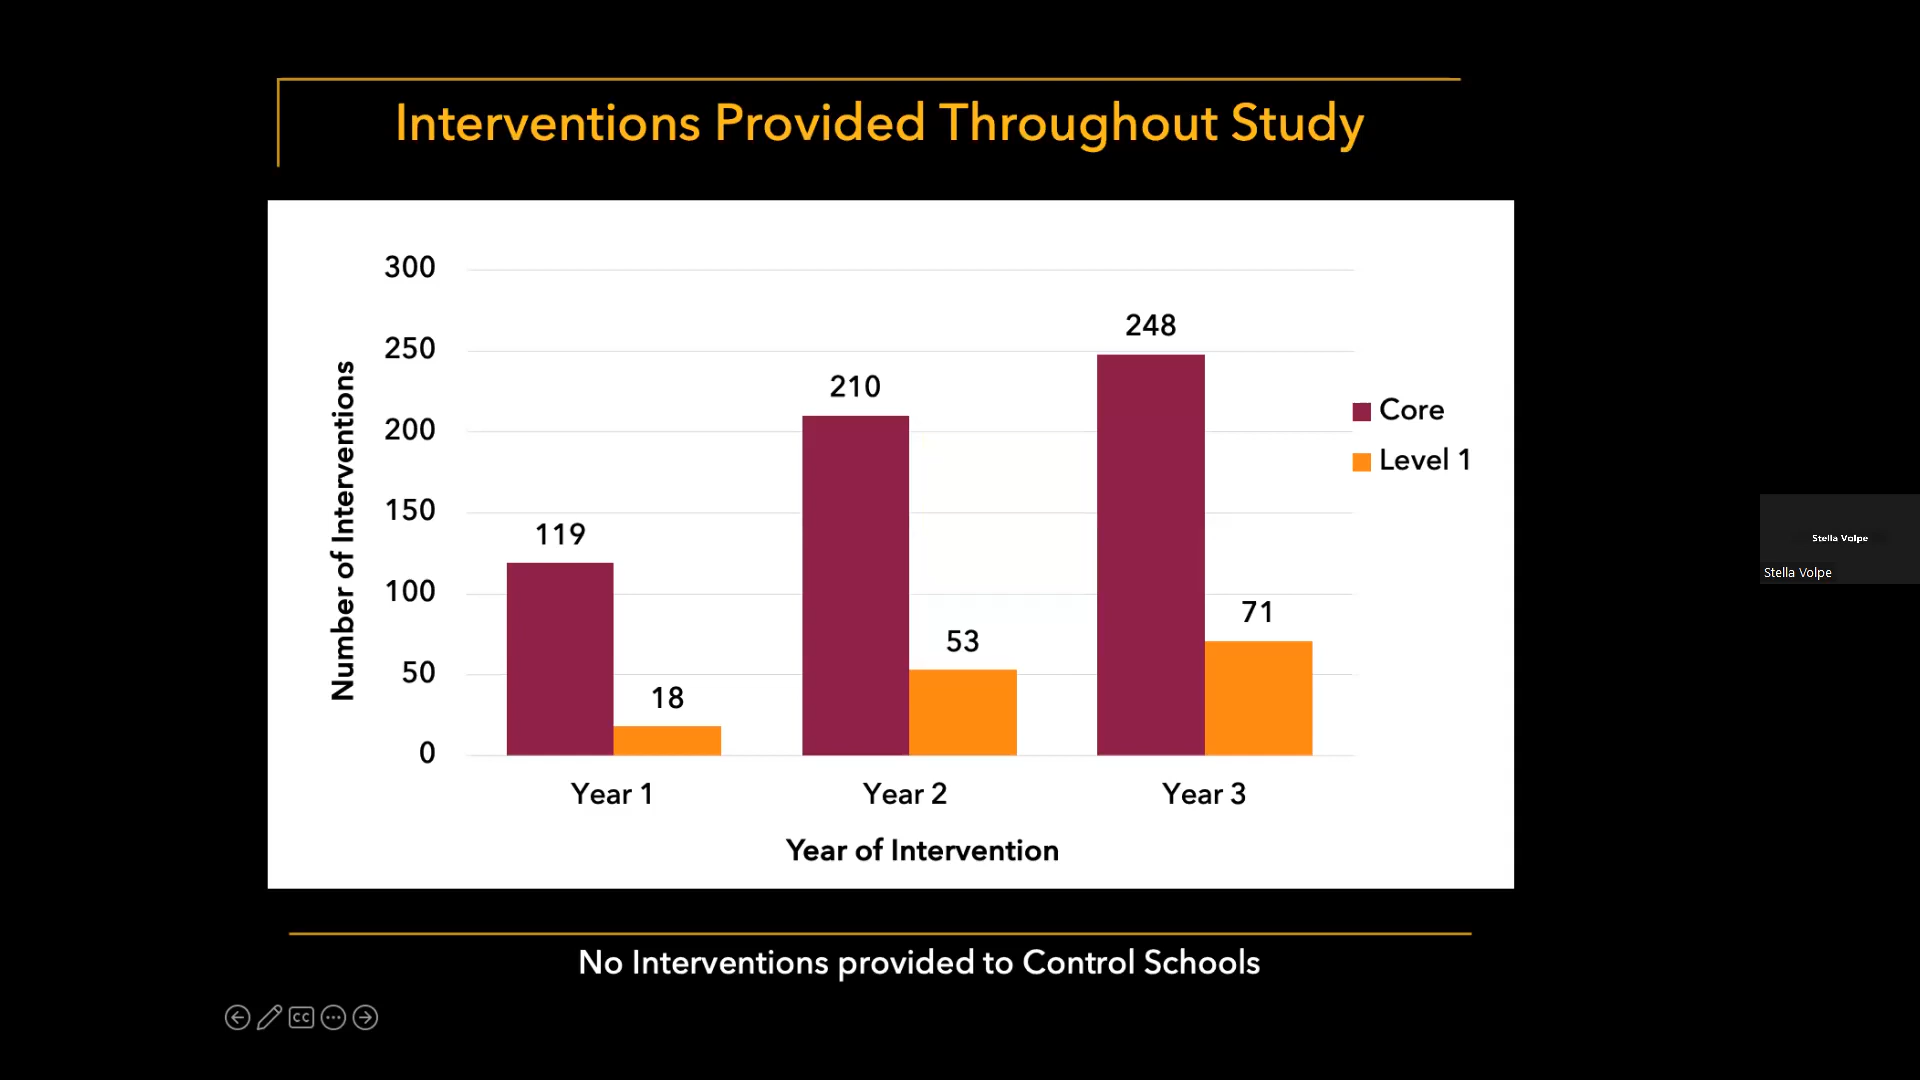 Interventions Provided Throughout Study
300
250
200
150
100
50
0
Number of Interventions
119
18
210
53
248
71
Core
Level 1
Year 1
Year 2
Year 3
Year of Intervention
No Interventions provided to Control Schools
CC
Stella Volpe
Stella Volpe